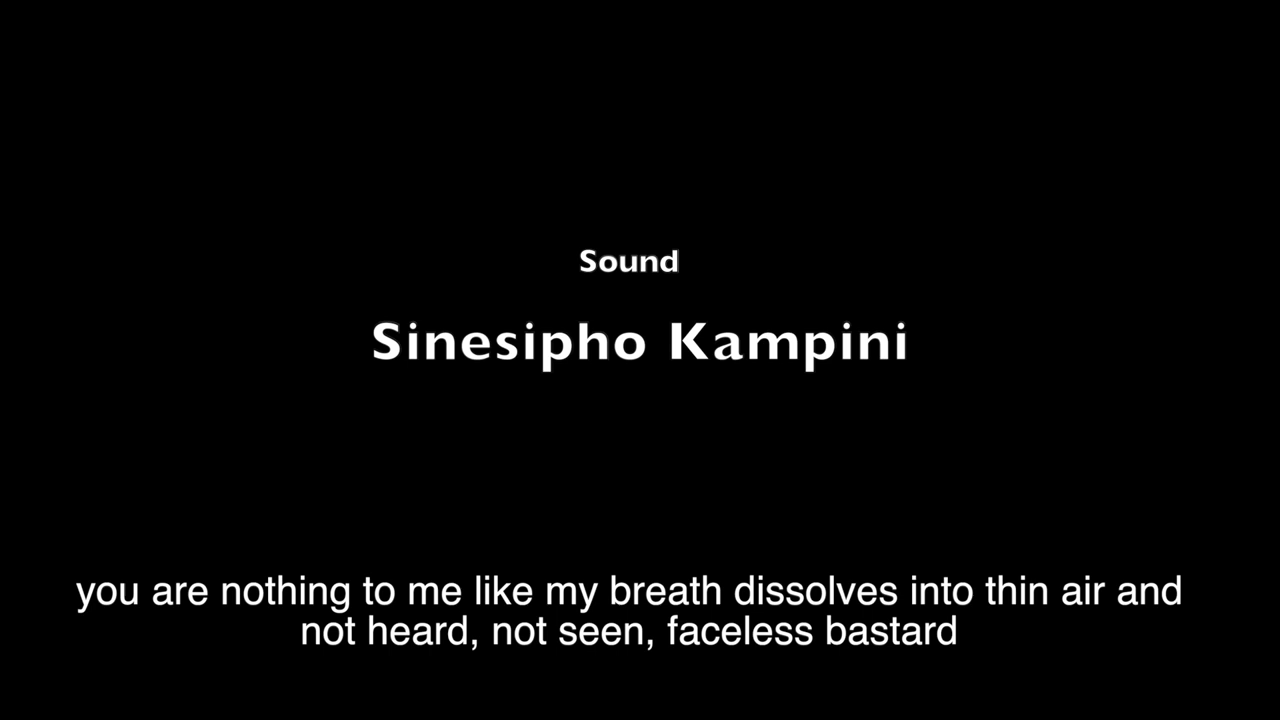 Sound
Sinesipho Kampini
you are nothing to me like my breath dissolves into thin air and
not heard, not seen, faceless bastard